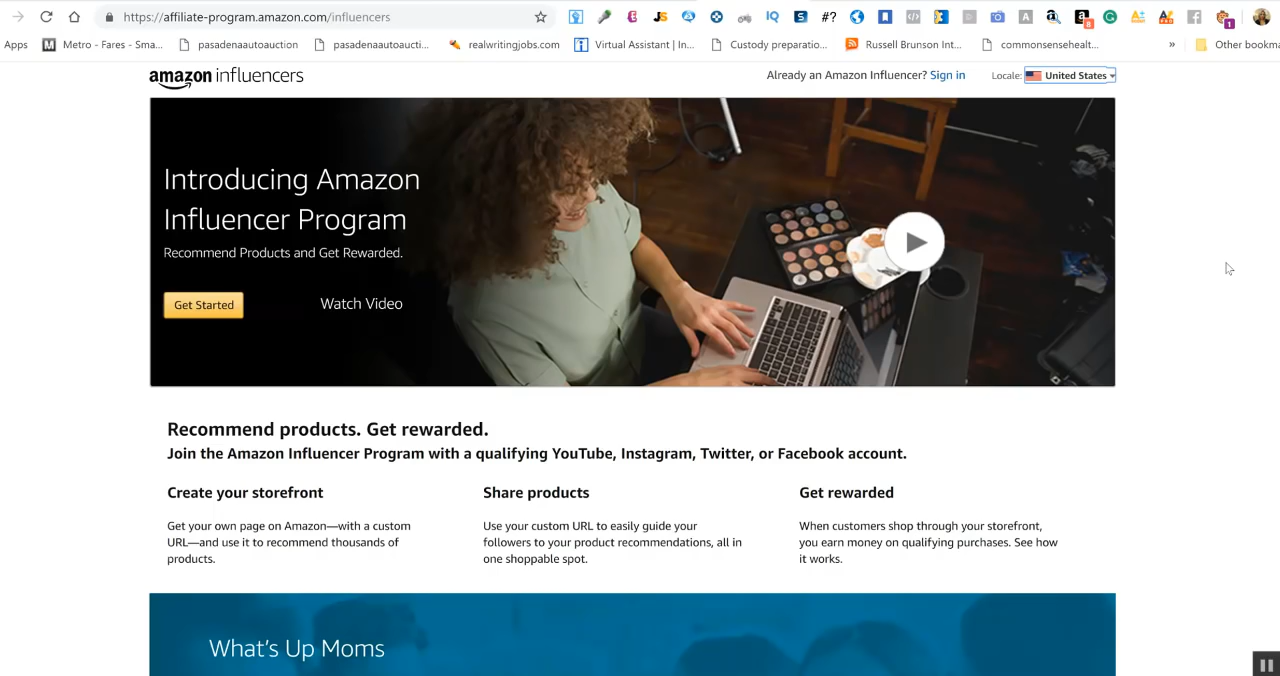 https://affiliate-program.amazon.com/influencers
JS
IQ
S
#?
A
8
1
Apps
M
Metro - Fares - Sma...
pasadenaautoauction
pasadenaautoaucti...
realwritingjobs.com
Virtual Assistant | In...
Custody preparatio...
Russell Brunson Int...
commonsensehealt...
»
Other bookma
amazon influencers
Already an Amazon Influencer? Sign in
Locale: United States
Introducing Amazon
Influencer Program
Recommend Products and Get Rewarded.
Get Started
Watch Video
Recommend products. Get rewarded.
Join the Amazon Influencer Program with a qualifying YouTube, Instagram, Twitter, or Facebook account.
Create your storefront
Get your own page on Amazon—with a custom
URL—and use it to recommend thousands of
products.
Share products
Use your custom URL to easily guide your
followers to your product recommendations, all in
one shoppable spot.
Get rewarded
When customers shop through your storefront,
you earn money on qualifying purchases. See how
it works.
What's Up Moms